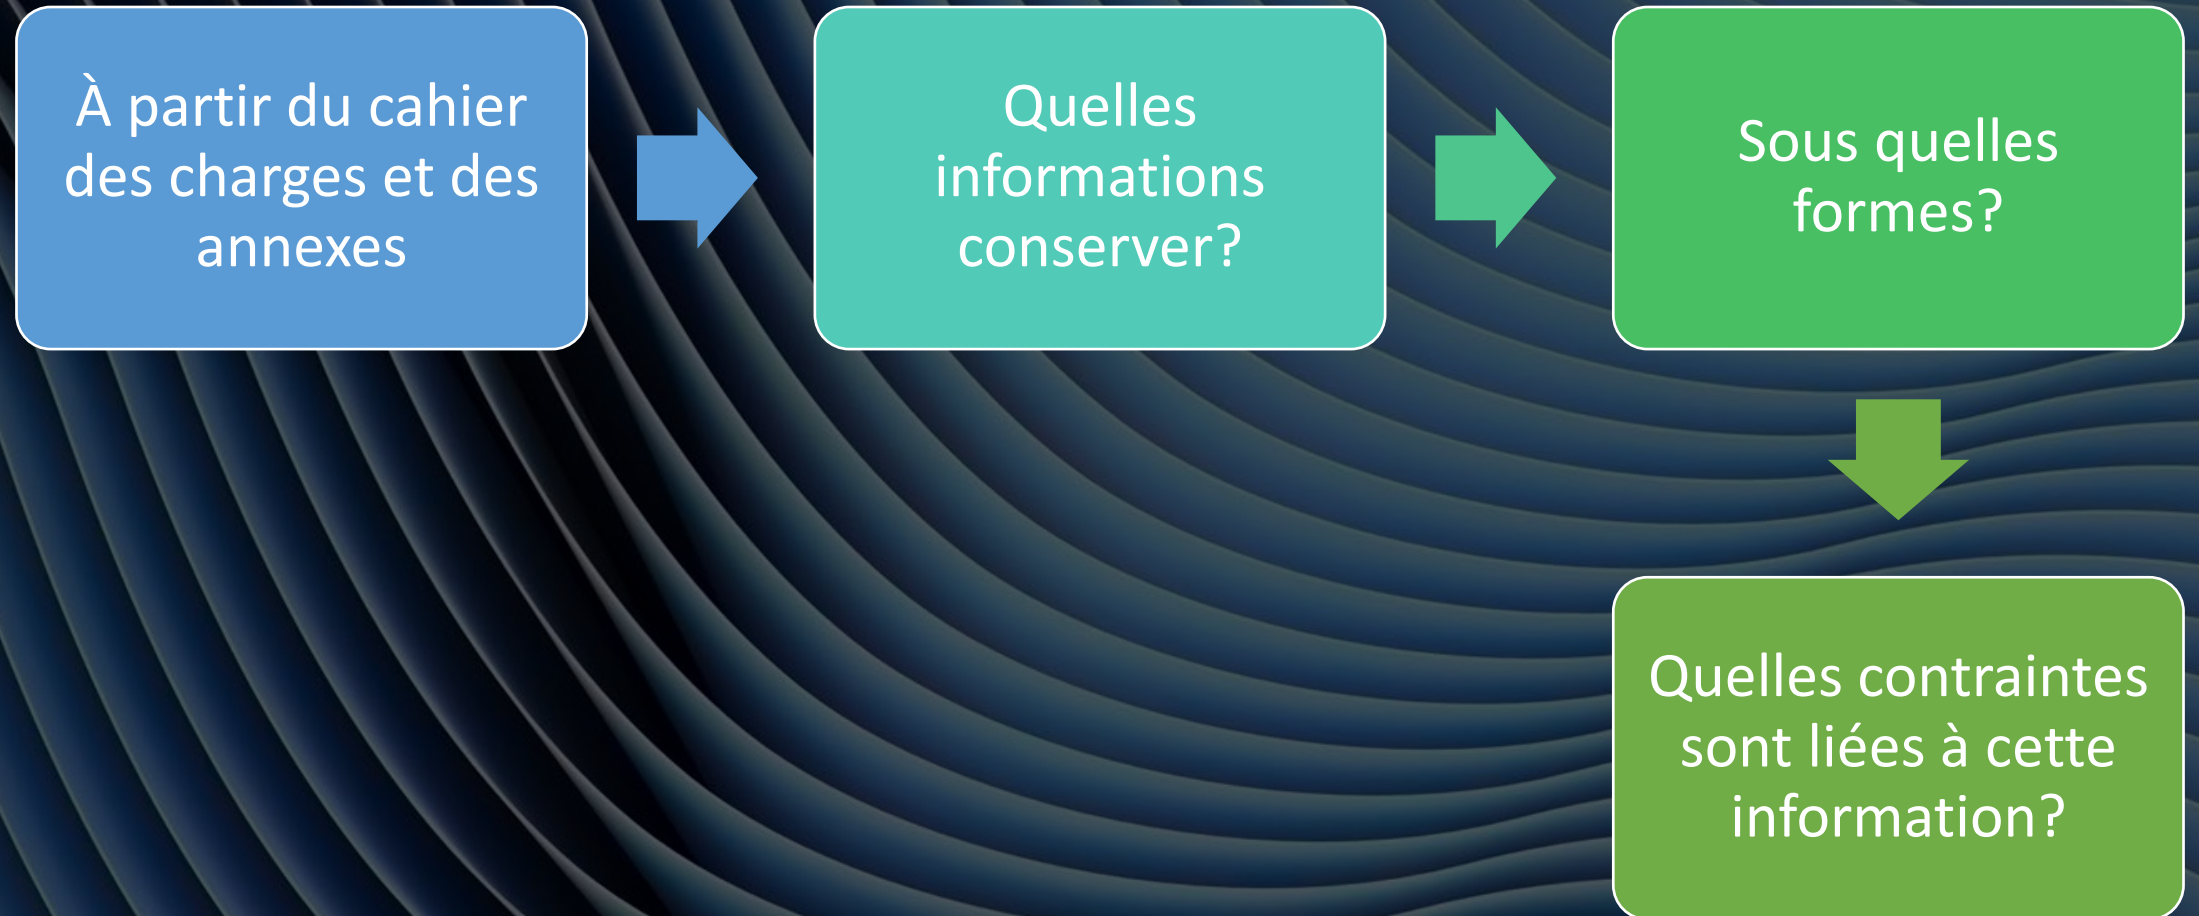 À partir du cahier
des charges et des
annexes
Quelles
informations
conserver?
Sous quelles
formes?
Quelles contraintes
sont liées à cette
information?